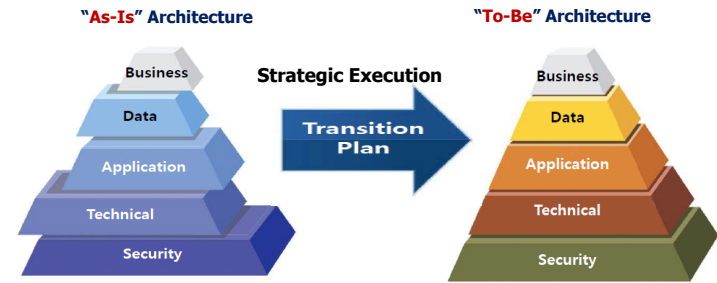 “As-Is” Architecture
“To-Be” Architecture
Business
Data
Application
Technical
Security
Strategic Execution
Transition
Plan
Business
Data
Application
Technical
Security